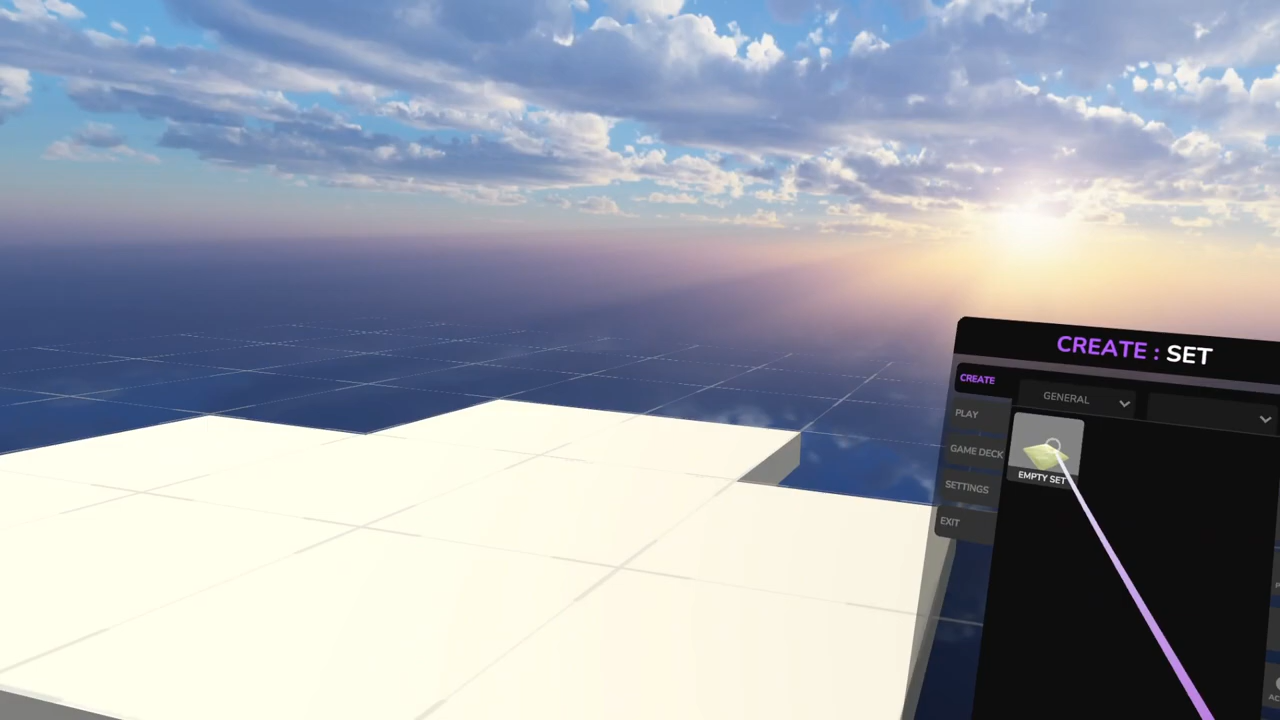 CREATE : SET
CREATE
GENERAL
PLAY
GAME DECK
EMPTY SET
SETTINGS
EXIT